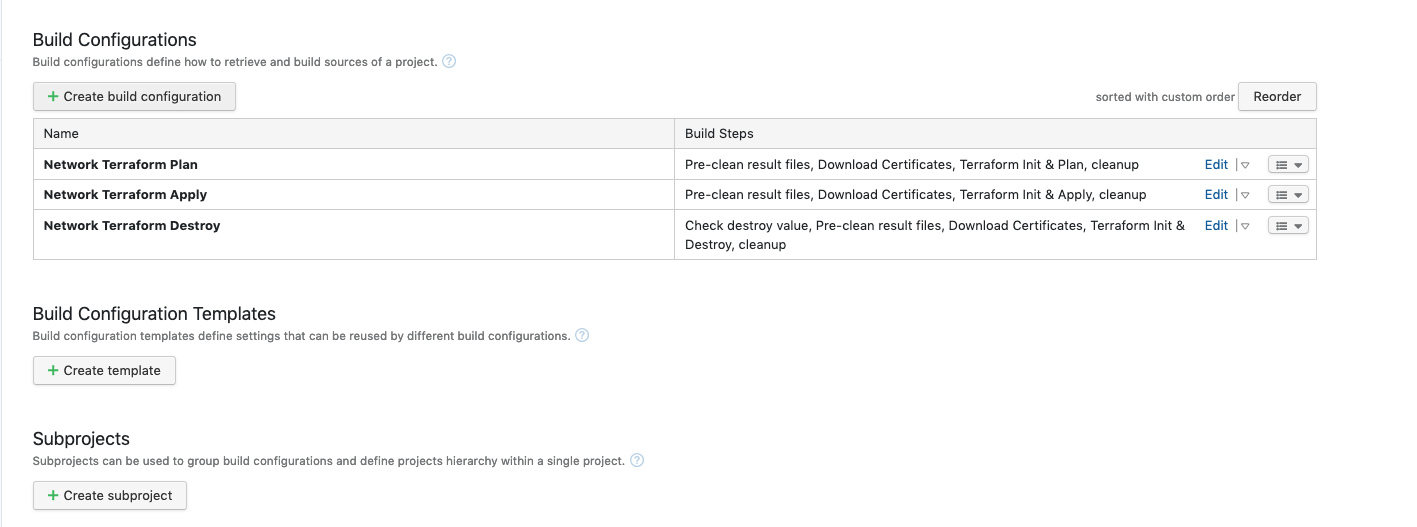 Build Configurations
Build configurations define how to retrieve and build sources of a project. ?
+ Create build configuration
sorted with custom order Reorder
Name Build Steps
Network Terraform Plan Pre-clean result files, Download Certificates, Terraform Init & Plan, cleanup Edit
Network Terraform Apply Pre-clean result files, Download Certificates, Terraform Init & Apply, cleanup Edit
Network Terraform Destroy Check destroy value, Pre-clean result files, Download Certificates, Terraform Init & Edit
Destroy, cleanup
Build Configuration Templates
Build configuration templates define settings that can be reused by different build configurations. ?
+ Create template
Subprojects
Subprojects can be used to group build configurations and define projects hierarchy within a single project. ?
+ Create subproject